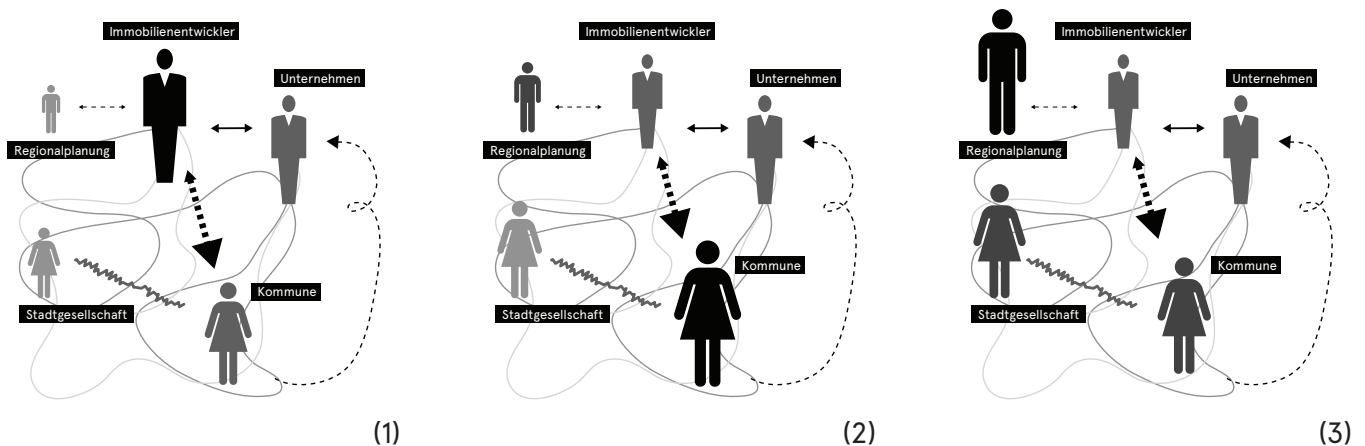 Immobilienentwickler
Unternehmen
Regionalplanung
Kommune
Stadtgesellschaft
(1)
Immobilienentwickler
Unternehmen
Regionalplanung
Kommune
Stadtgesellschaft
(2)
Immobilienentwickler
Unternehmen
Regionalplanung
Kommune
Stadtgesellschaft
(3)